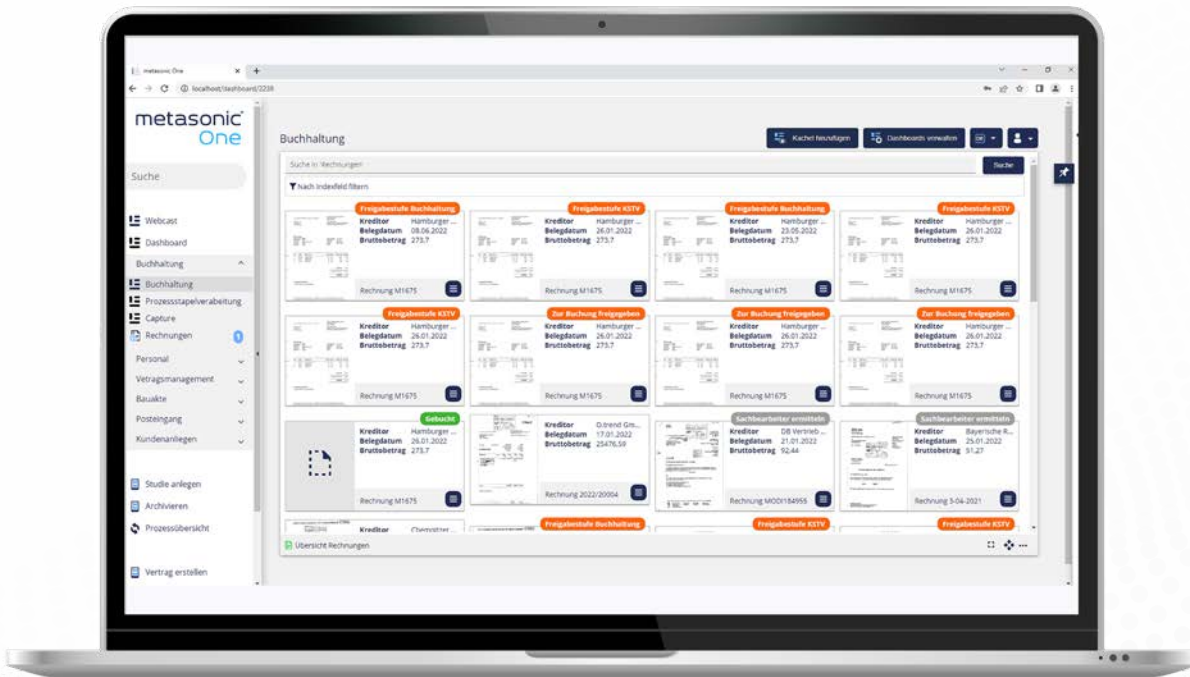 metasonic One
localhost/dashboard/2208
metasonic
One
Suche
Webcast
Dashboard
Buchhaltung
Buchhaltung
Prozessstapelverabeitung
Capture
Rechnungen
Personal
Vetragsmanagement
Bauakte
Posteingang
Kundenanliegen
Studie anlegen
Archivieren
Prozessübersicht
Vertrag erstellen
Buchhaltung
Kachel hinzufügen
Dashboards verwalten
DE
Suche in 'Rechnungen'
Suche
Nach Indexfeld filtern
Freigabestufe Buchhaltung
Kreditor Hamburger ...
Belegdatum 08.06.2022
Bruttobetrag 273,7
Rechnung M1675
Freigabestufe KSTV
Kreditor Hamburger ...
Belegdatum 26.01.2022
Bruttobetrag 273,7
Rechnung M1675
Freigabestufe Buchhaltung
Kreditor Hamburger ...
Belegdatum 23.05.2022
Bruttobetrag 273,7
Rechnung M1675
Freigabestufe KSTV
Kreditor Hamburger ...
Belegdatum 26.01.2022
Bruttobetrag 273,7
Rechnung M1675
Freigabestufe KSTV
Kreditor Hamburger ...
Belegdatum 26.01.2022
Bruttobetrag 273,7
Rechnung M1675
Zur Buchung freigegeben
Kreditor Hamburger ...
Belegdatum 26.01.2022
Bruttobetrag 273,7
Rechnung M1675
Zur Buchung freigegeben
Kreditor Hamburger ...
Belegdatum 26.01.2022
Bruttobetrag 273,7
Rechnung M1675
Zur Buchung freigegeben
Kreditor Hamburger ...
Belegdatum 26.01.2022
Bruttobetrag 273,7
Rechnung M1675
Gebucht
Kreditor Hamburger ...
Belegdatum 26.01.2022
Bruttobetrag 273,7
Rechnung M1675
Kreditor D.trend Gm...
Belegdatum 17.01.2022
Bruttobetrag 25476,59
Rechnung 2022/20004
Sachbearbeiter ermitteln
Kreditor DB Vertrieb ...
Belegdatum 21.01.2022
Bruttobetrag 92,44
Rechnung MODI184955
Sachbearbeiter ermitteln
Kreditor Bayerische R...
Belegdatum 25.01.2022
Bruttobetrag 51,27
Rechnung 3-04-2021
Kreditor Chemnitzer ...
Freigabestufe Buchhaltung
Freigabestufe KSTV
Freigabestufe KSTV
Übersicht Rechnungen